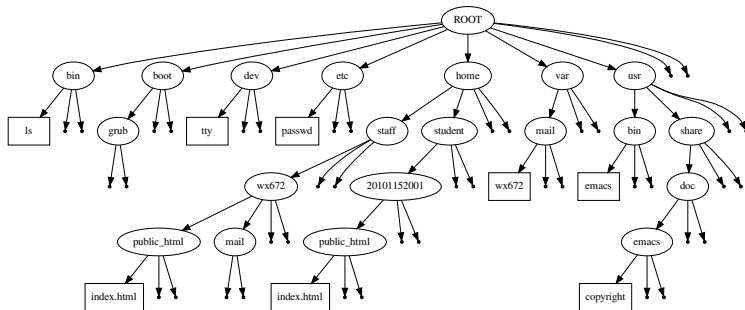 ROOT
bin boot dev etc home var usr
ls grub tty passwd staff student mail bin share
wx672 20101152001 wx672 emacs doc
public_html mail public_html emacs
index.html index.html copyright